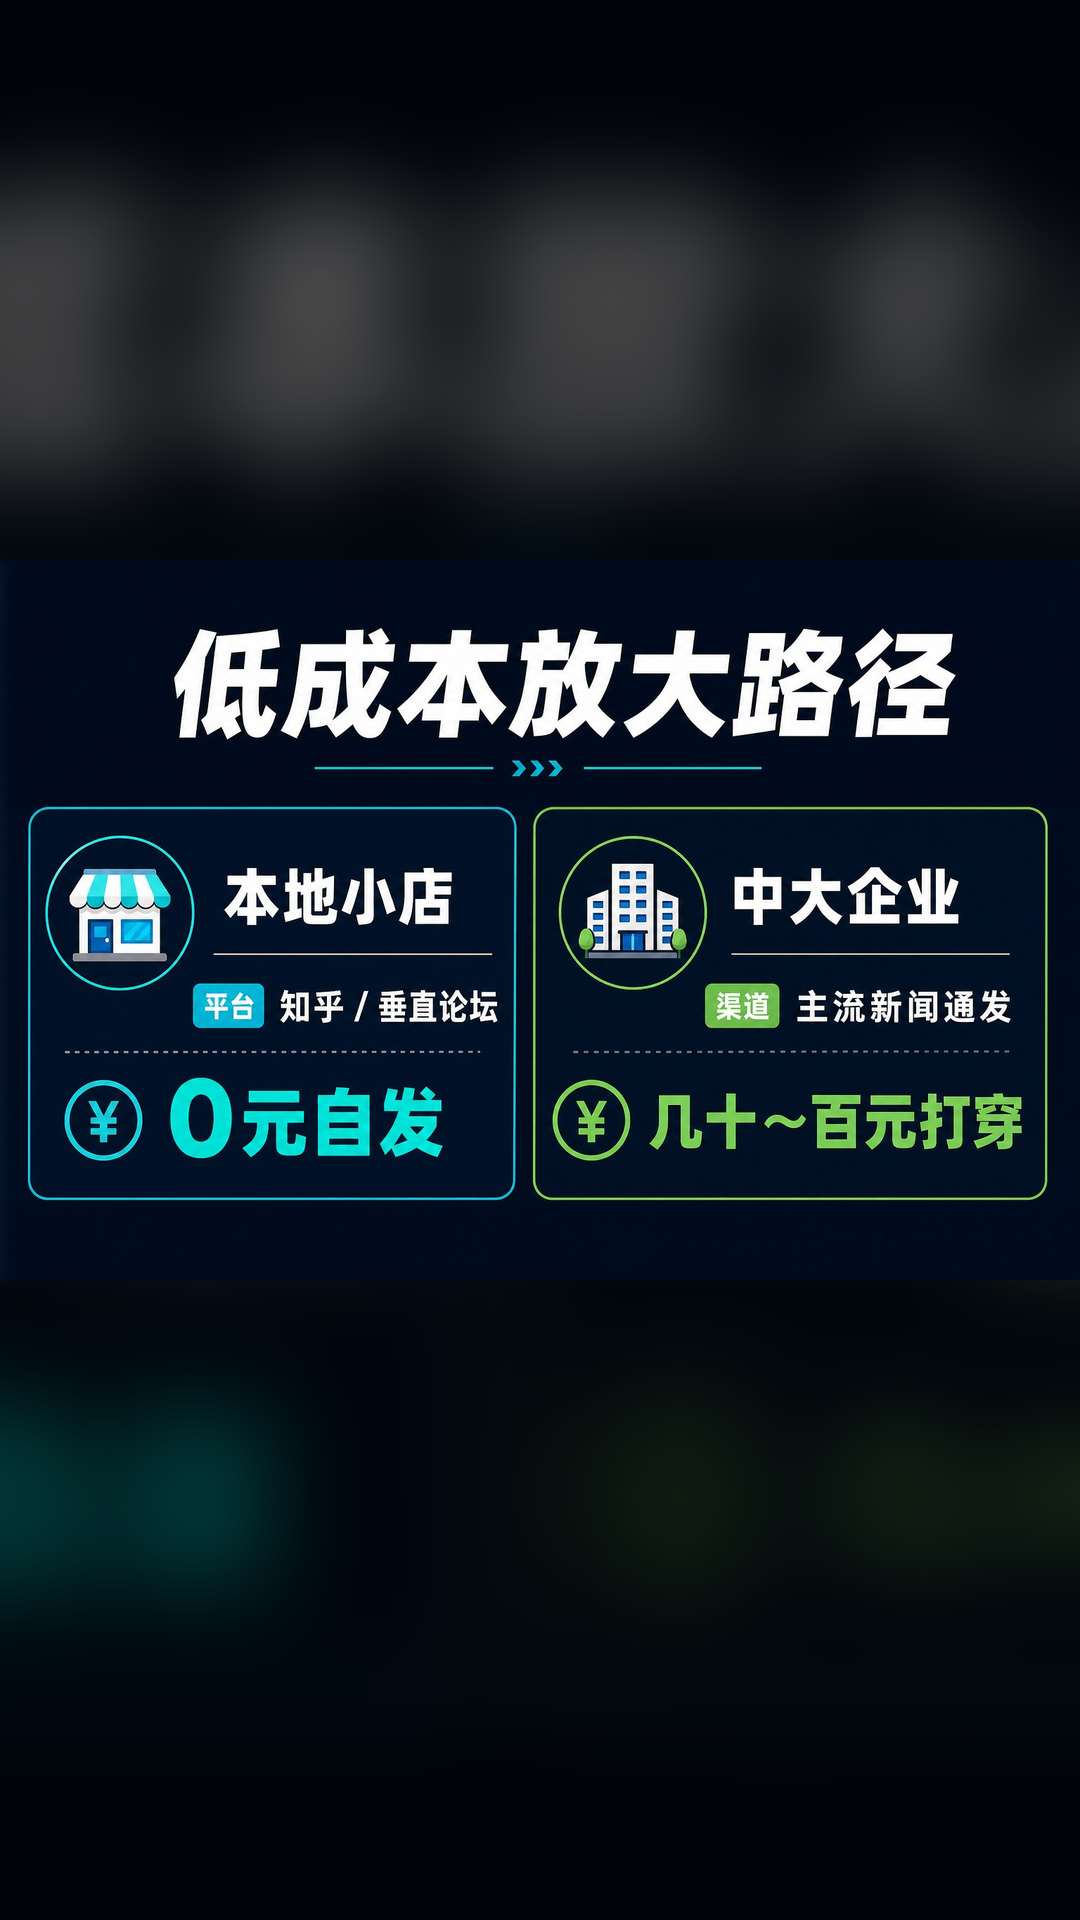 低成本放大路径
本地小店
平台 知乎 / 垂直论坛
¥ 0元自发
中大企业
渠道 主流新闻通发
¥ 几十～百元打穿